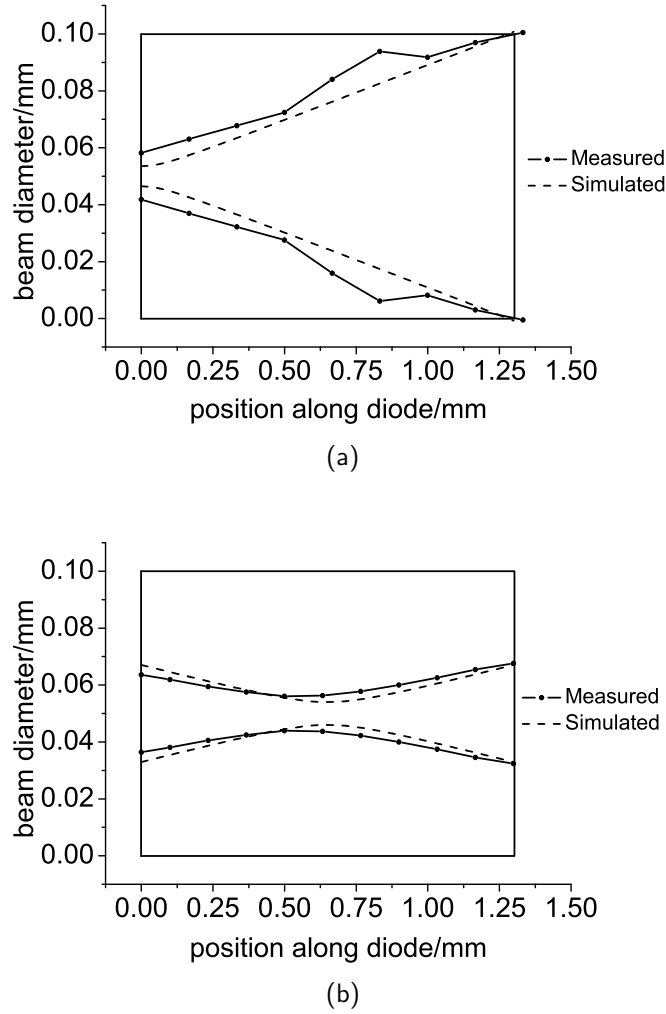 0.10
0.08
0.06
0.04
0.02
0.00
beam diameter/mm
Measured
Simulated
0.00 0.25 0.50 0.75 1.00 1.25 1.50
position along diode/mm
(a)
0.10
0.08
0.06
0.04
0.02
0.00
beam diameter/mm
Measured
Simulated
0.00 0.25 0.50 0.75 1.00 1.25 1.50
position along diode/mm
(b)